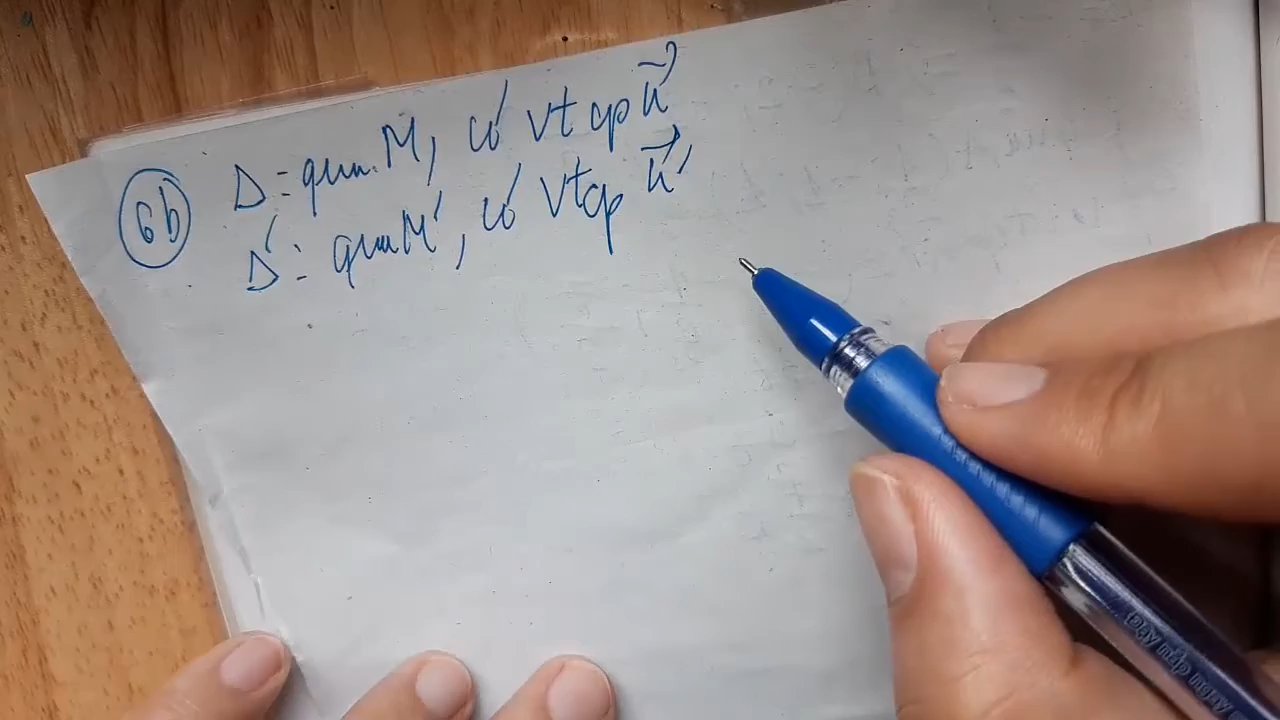 6b Δ: qua M, có vtcp u⃗
Δ': qua M', có vtcp u⃗'